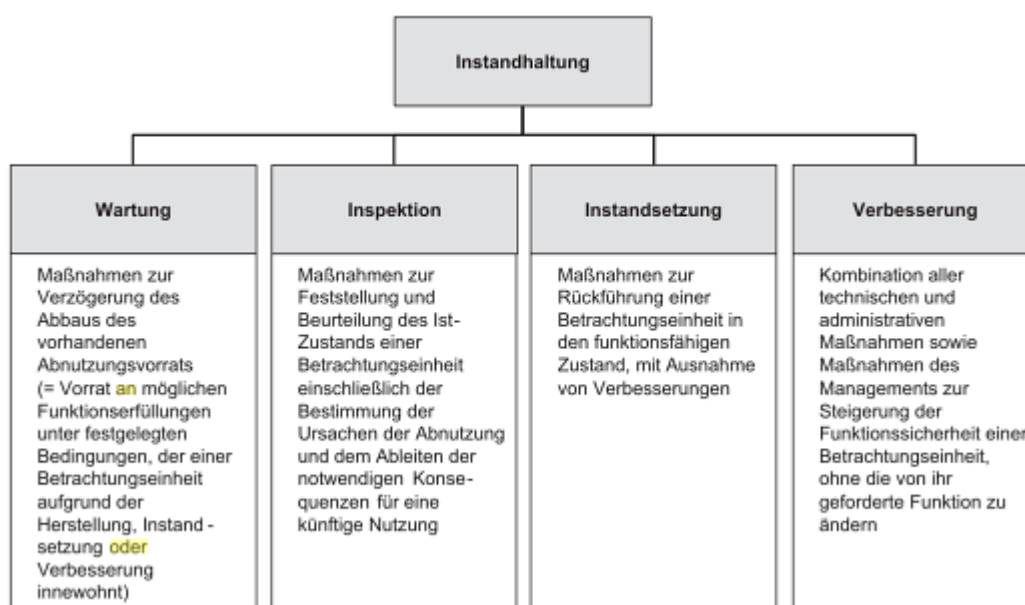 Instandhaltung
Wartung
Maßnahmen zur
Verzögerung des
Abbaus des
vorhandenen
Abnutzungsvorrats
(= Vorrat an möglichen
Funktionserfüllungen
unter festgelegten
Bedingungen, der einer
Betrachtungseinheit
aufgrund der
Herstellung, Instand -
setzung oder
Verbesserung
innewohnt)
Inspektion
Maßnahmen zur
Feststellung und
Beurteilung des Ist-
Zustands einer
Betrachtungseinheit
einschließlich der
Bestimmung der
Ursachen der Abnutzung
und dem Ableiten der
notwendigen Konse-
quenzen für eine
künftige Nutzung
Instandsetzung
Maßnahmen zur
Rückführung einer
Betrachtungseinheit in
den funktionsfähigen
Zustand, mit Ausnahme
von Verbesserungen
Verbesserung
Kombination aller
technischen und
administrativen
Maßnahmen sowie
Maßnahmen des
Managements zur
Steigerung der
Funktionssicherheit einer
Betrachtungseinheit,
ohne die von ihr
geforderte Funktion zu
ändern